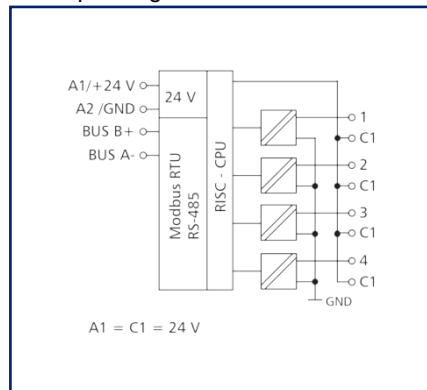 A1/+24 V
A2 /GND
BUS B+
BUS A-
24 V
Modbus RTU
RS-485
RISC - CPU
1
C1
2
C1
3
C1
4
C1
GND
A1 = C1 = 24 V